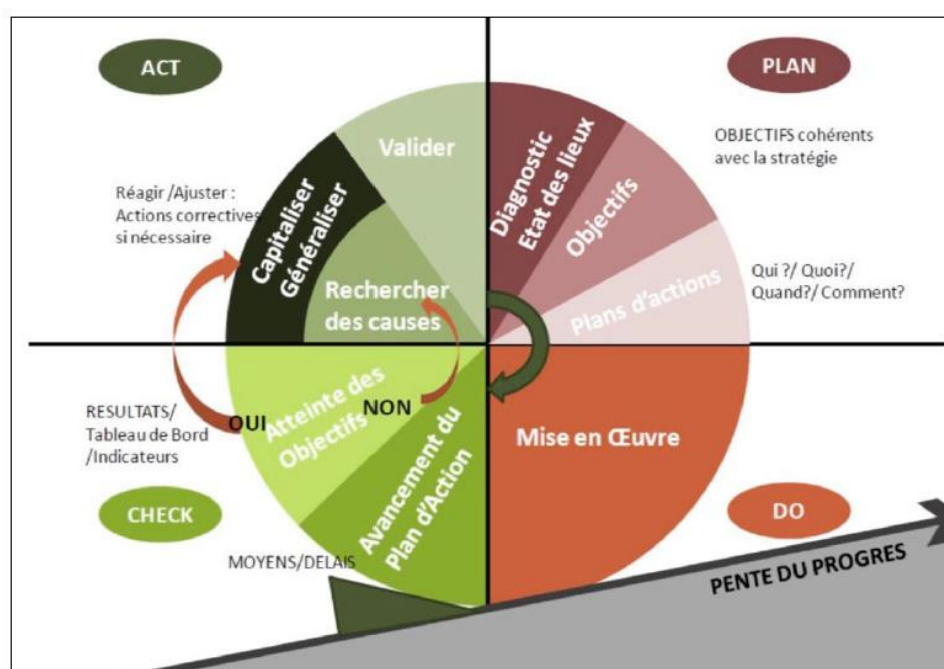 ACT
PLAN
Valider
Diagnostic
Etat des lieux
Objectifs
Plans d'actions
OBJECTIFS cohérents
avec la stratégie
Réagir /Ajuster :
Actions correctives
si nécessaire
Capitaliser
Généraliser
Rechercher
des causes
Qui ?/ Quoi?/
Quand?/ Comment?
RESULTATS/
Tableau de Bord
/Indicateurs
OUI
Atteinte des
Objectifs
NON
Avancement du
Plan d'Action
Mise en Œuvre
CHECK
DO
MOYENS/DELAIS
PENTE DU PROGRES